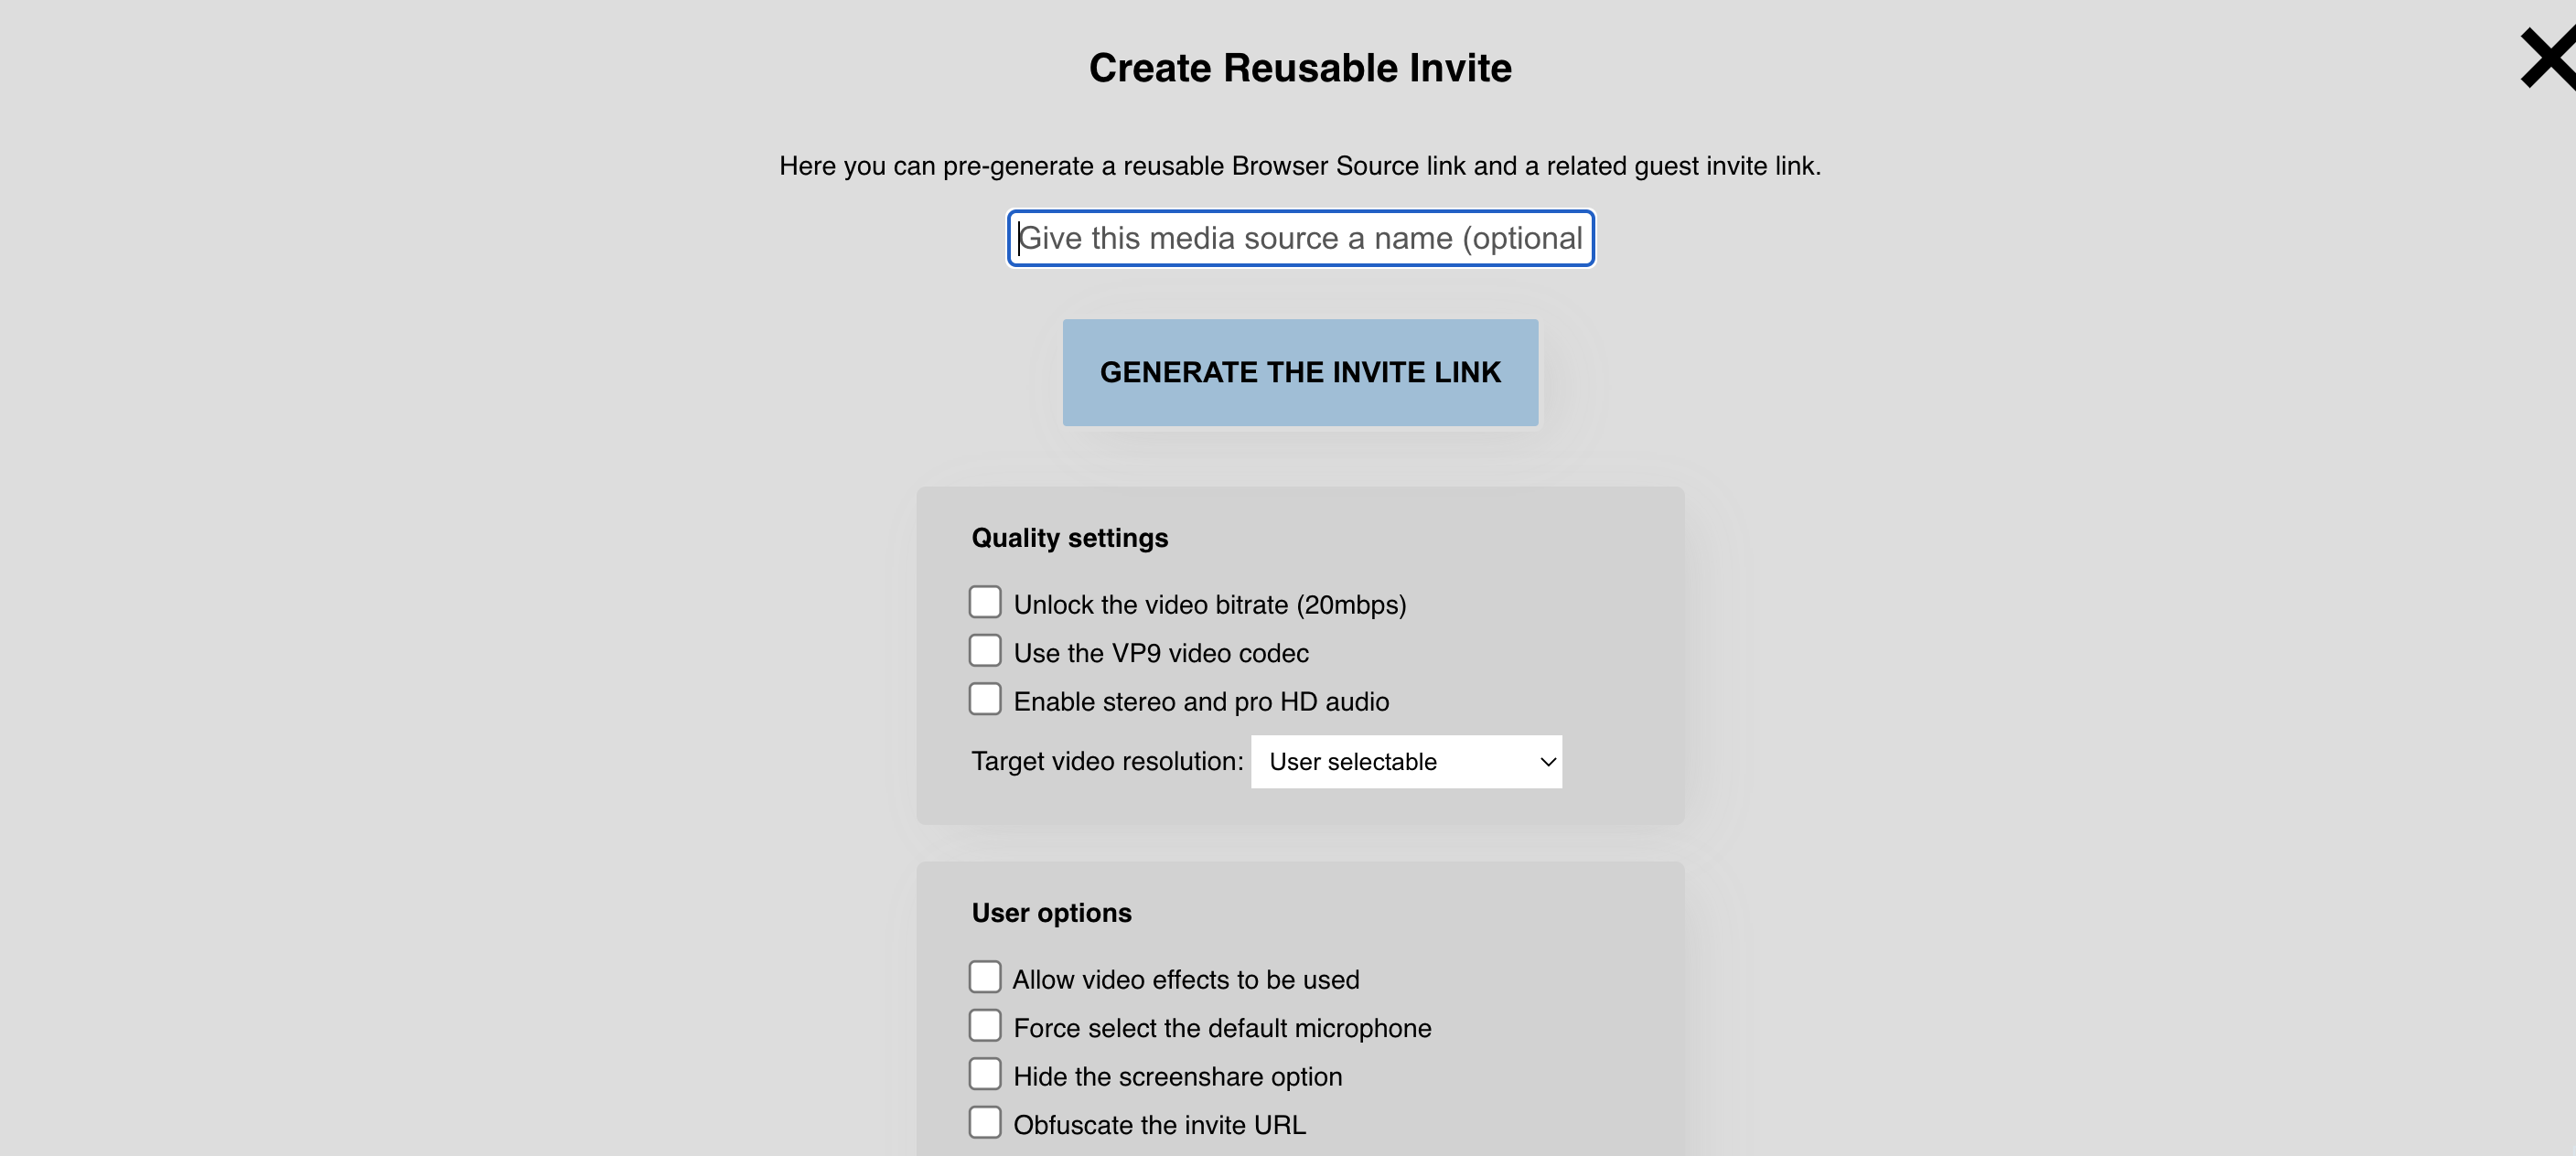 Create Reusable Invite
Here you can pre-generate a reusable Browser Source link and a related guest invite link.
Give this media source a name (optional
GENERATE THE INVITE LINK
Quality settings
Unlock the video bitrate (20mbps)
Use the VP9 video codec
Enable stereo and pro HD audio
Target video resolution: User selectable
User options
Allow video effects to be used
Force select the default microphone
Hide the screenshare option
Obfuscate the invite URL